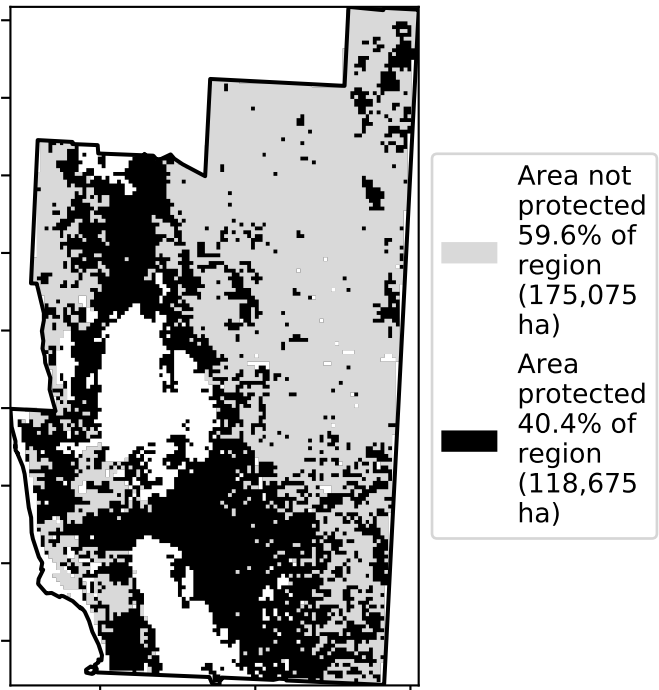 Area not
protected
59.6% of
region
(175,075
ha)
Area
protected
40.4% of
region
(118,675
ha)